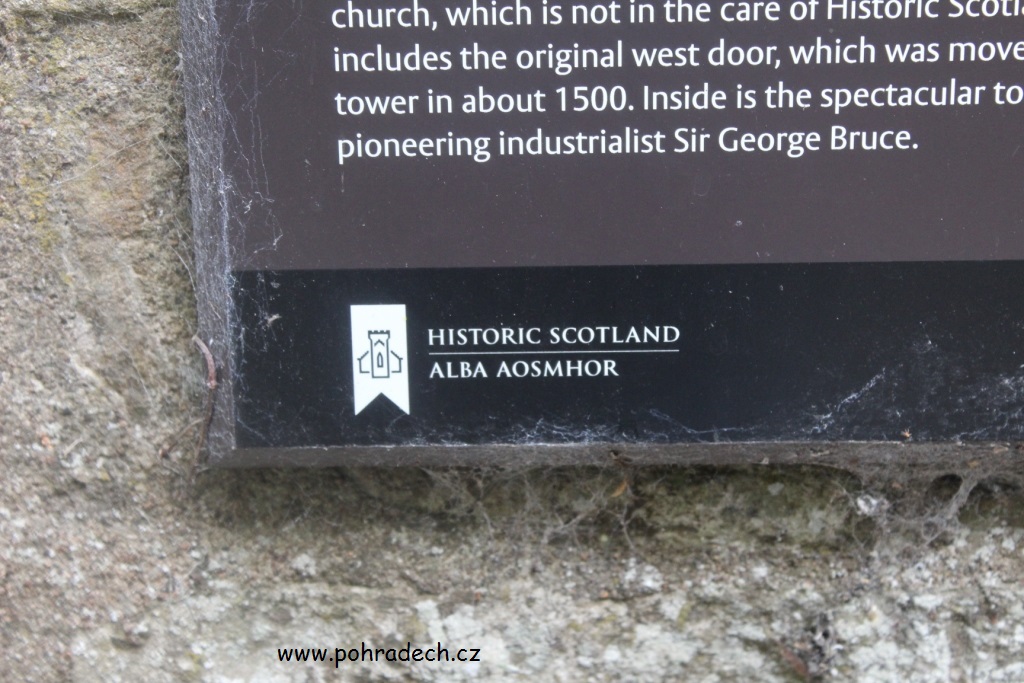 church, which is not in the care of Historic
includes the original west door, which was
tower in about 1500. Inside is the spectacular
pioneering industrialist Sir George Bruce.
HISTORIC SCOTLAND
ALBA AOSMHOR
www.pohradech.cz